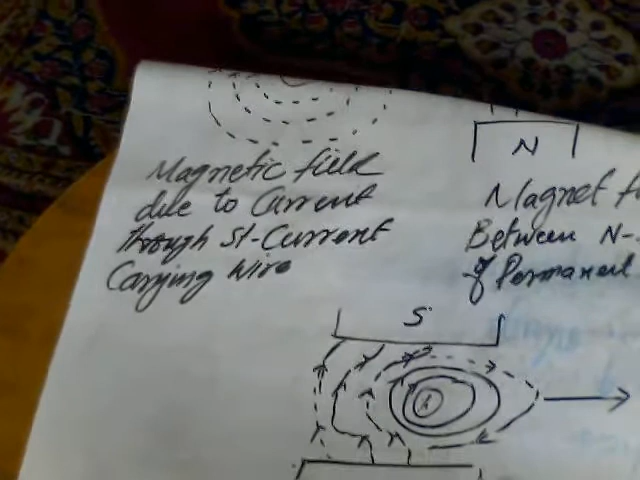 N
Magnetic field
due to Current
through St-Current
Carrying wire
Magnet f
Between N-
of Permanent
S